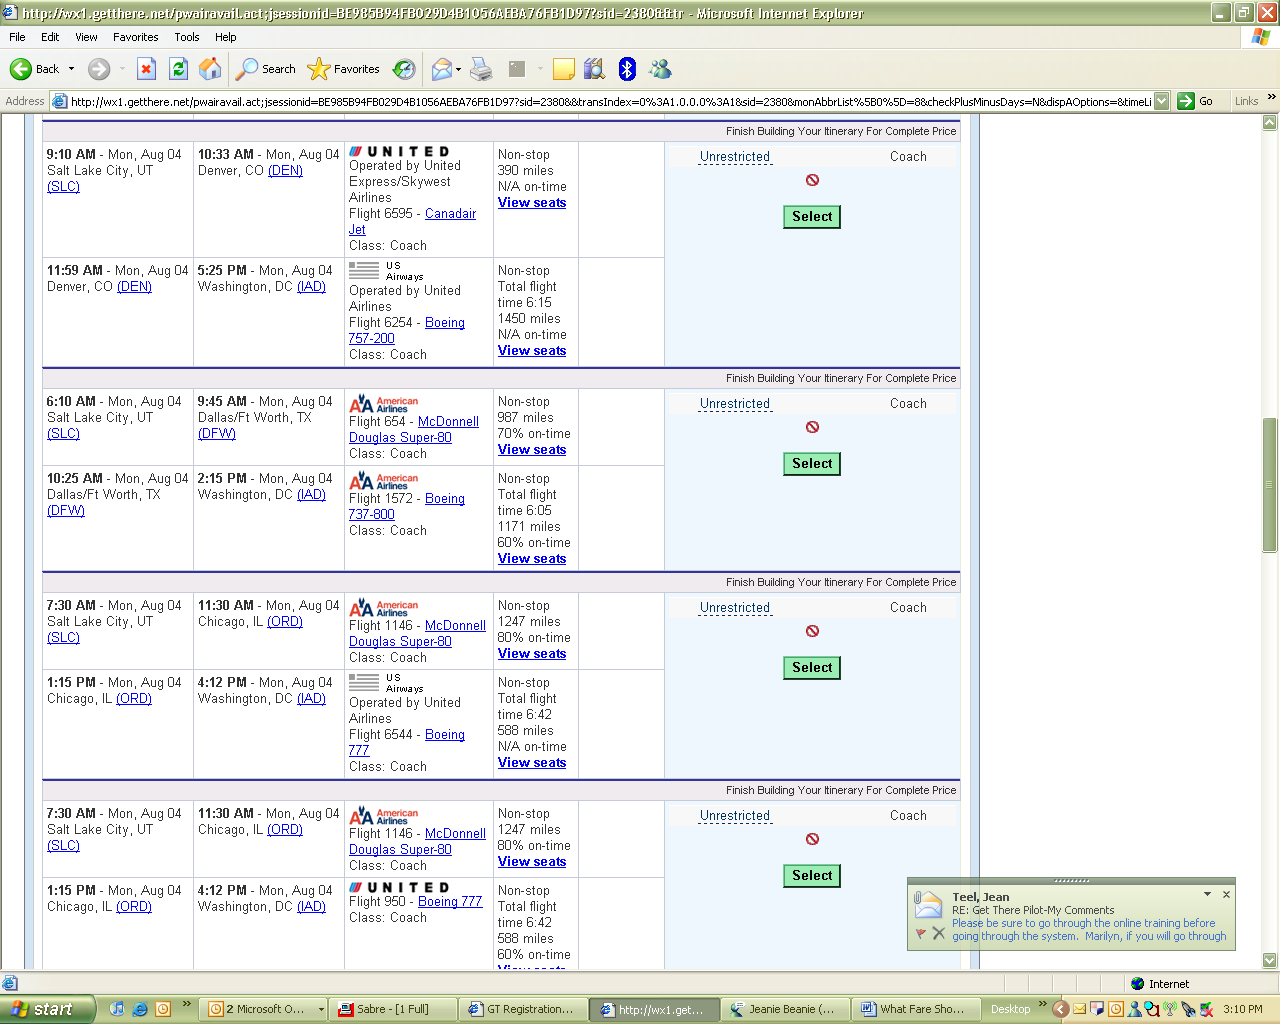 http://wx1.getthere.net/pwairavail.act;jsessionid=BE985B94FB029D4B1056AEBA76FB1D97?sid=2380&&tr - Microsoft Internet Explorer
File Edit View Favorites Tools Help
Back Search Favorites
Address http://wx1.getthere.net/pwairavail.act;jsessionid=BE985B94FB029D4B1056AEBA76FB1D97?sid=2380&&transIndex=0%3A1.0.0.0%3A1&sid=2380&monAbbrList%5B0%5D=8&checkPlusMinusDays=N&dispAOptions=&timeLi Go Links »
Finish Building Your Itinerary For Complete Price
9:10 AM - Mon, Aug 04
Salt Lake City, UT
(SLC)
10:33 AM - Mon, Aug 04
Denver, CO (DEN)
UNITED
Operated by United
Express/Skywest
Airlines
Flight 6595 - Canadair
Jet
Class: Coach
Non-stop
390 miles
N/A on-time
View seats
Unrestricted Coach
Select
11:59 AM - Mon, Aug 04
Denver, CO (DEN)
5:25 PM - Mon, Aug 04
Washington, DC (IAD)
US
Airways
Operated by United
Airlines
Flight 6254 - Boeing
757-200
Class: Coach
Non-stop
Total flight
time 6:15
1450 miles
N/A on-time
View seats
Finish Building Your Itinerary For Complete Price
6:10 AM - Mon, Aug 04
Salt Lake City, UT
(SLC)
9:45 AM - Mon, Aug 04
Dallas/Ft Worth, TX
(DFW)
AA American
Airlines
Flight 654 - McDonnell
Douglas Super-80
Class: Coach
Non-stop
987 miles
70% on-time
View seats
Unrestricted Coach
Select
10:25 AM - Mon, Aug 04
Dallas/Ft Worth, TX
(DFW)
2:15 PM - Mon, Aug 04
Washington, DC (IAD)
AA American
Airlines
Flight 1572 - Boeing
737-800
Class: Coach
Non-stop
Total flight
time 6:05
1171 miles
60% on-time
View seats
Finish Building Your Itinerary For Complete Price
7:30 AM - Mon, Aug 04
Salt Lake City, UT
(SLC)
11:30 AM - Mon, Aug 04
Chicago, IL (ORD)
AA American
Airlines
Flight 1146 - McDonnell
Douglas Super-80
Class: Coach
Non-stop
1247 miles
80% on-time
View seats
Unrestricted Coach
Select
1:15 PM - Mon, Aug 04
Chicago, IL (ORD)
4:12 PM - Mon, Aug 04
Washington, DC (IAD)
US
Airways
Operated by United
Airlines
Flight 6544 - Boeing
777
Class: Coach
Non-stop
Total flight
time 6:42
588 miles
N/A on-time
View seats
Finish Building Your Itinerary For Complete Price
7:30 AM - Mon, Aug 04
Salt Lake City, UT
(SLC)
11:30 AM - Mon, Aug 04
Chicago, IL (ORD)
AA American
Airlines
Flight 1146 - McDonnell
Douglas Super-80
Class: Coach
Non-stop
1247 miles
80% on-time
View seats
Unrestricted Coach
Select
1:15 PM - Mon, Aug 04
Chicago, IL (ORD)
4:12 PM - Mon, Aug 04
Washington, DC (IAD)
UNITED
Flight 950 - Boeing 777
Class: Coach
Non-stop
Total flight
time 6:42
588 miles
60% on-time
View seats
Teel, Jean
RE: Get There Pilot-My Comments
Please be sure to go through the online training before
going through the system. Marilyn, if you will go through
Internet
start » 2 Microsoft O... Sabre - [1 Full] GT Registration... http://wx1.get... Jeanie Beanie (... What Fare Sho... Desktop » 3:10 PM